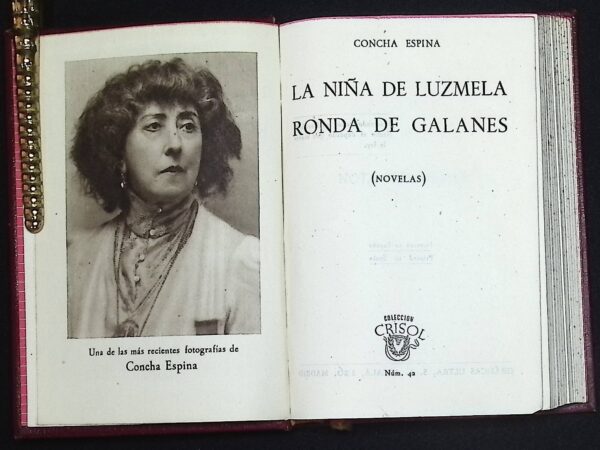 Una de las más recientes fotografías de
Concha Espina
CONCHA ESPINA
LA NIÑA DE LUZMELA
RONDA DE GALANES
(NOVELAS)
COLECCION
CRISOL
Núm. 42